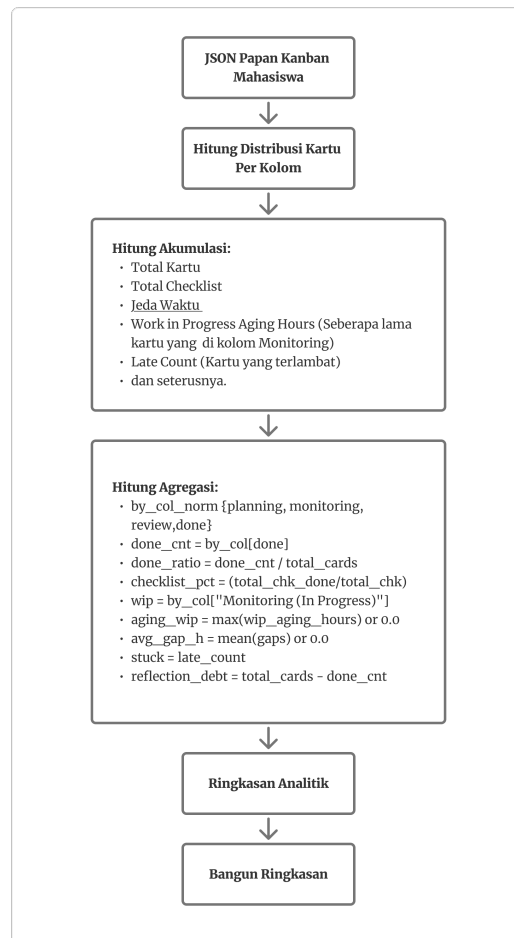 JSON Papan Kanban
Mahasiswa
Hitung Distribusi Kartu
Per Kolom
Hitung Akumulasi:
• Total Kartu
• Total Checklist
• Jeda Waktu
• Work in Progress Aging Hours (Seberapa lama
kartu yang di kolom Monitoring)
• Late Count (Kartu yang terlambat)
• dan seterusnya.
Hitung Agregasi:
• by_col_norm {planning, monitoring,
review,done}
• done_cnt = by_col[done]
• done_ratio = done_cnt / total_cards
• checklist_pct = (total_chk_done/total_chk)
• wip = by_col["Monitoring (In Progress)"]
• aging_wip = max(wip_aging_hours) or 0.0
• avg_gap_h = mean(gaps) or 0.0
• stuck = late_count
• reflection_debt = total_cards - done_cnt
Ringkasan Analitik
Bangun Ringkasan